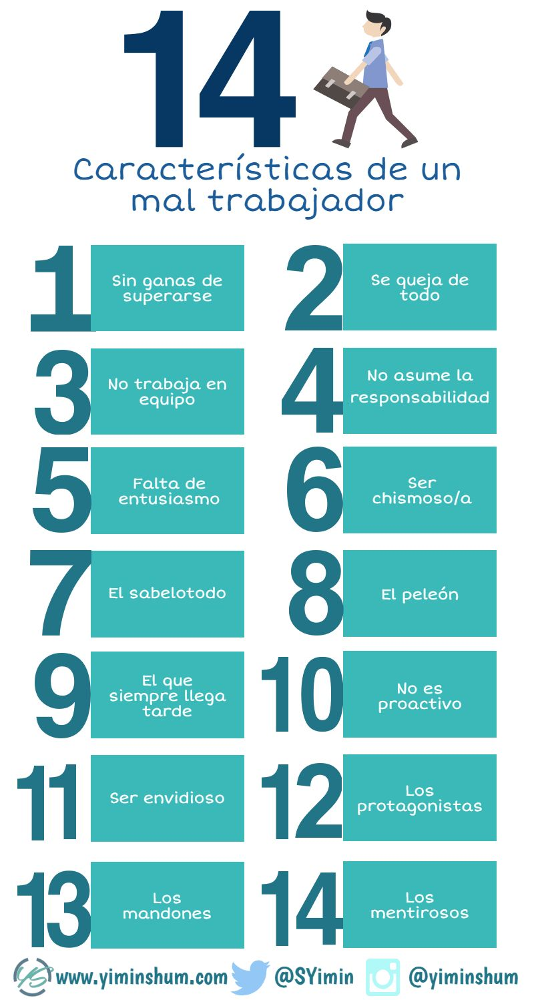 14
Características de un
mal trabajador
1
Sin ganas de
superarse
2
Se queja de
todo
3
No trabaja en
equipo
4
No asume la
responsabilidad
5
Falta de
entusiasmo
6
Ser
chismoso/a
7
El sabelotodo
8
El peleón
9
El que
siempre llega
tarde
10
No es
proactivo
11
Ser envidioso
12
Los
protagonistas
13
Los
mandones
14
Los
mentirosos
YS www.yiminshum.com @SYimin @yiminshum